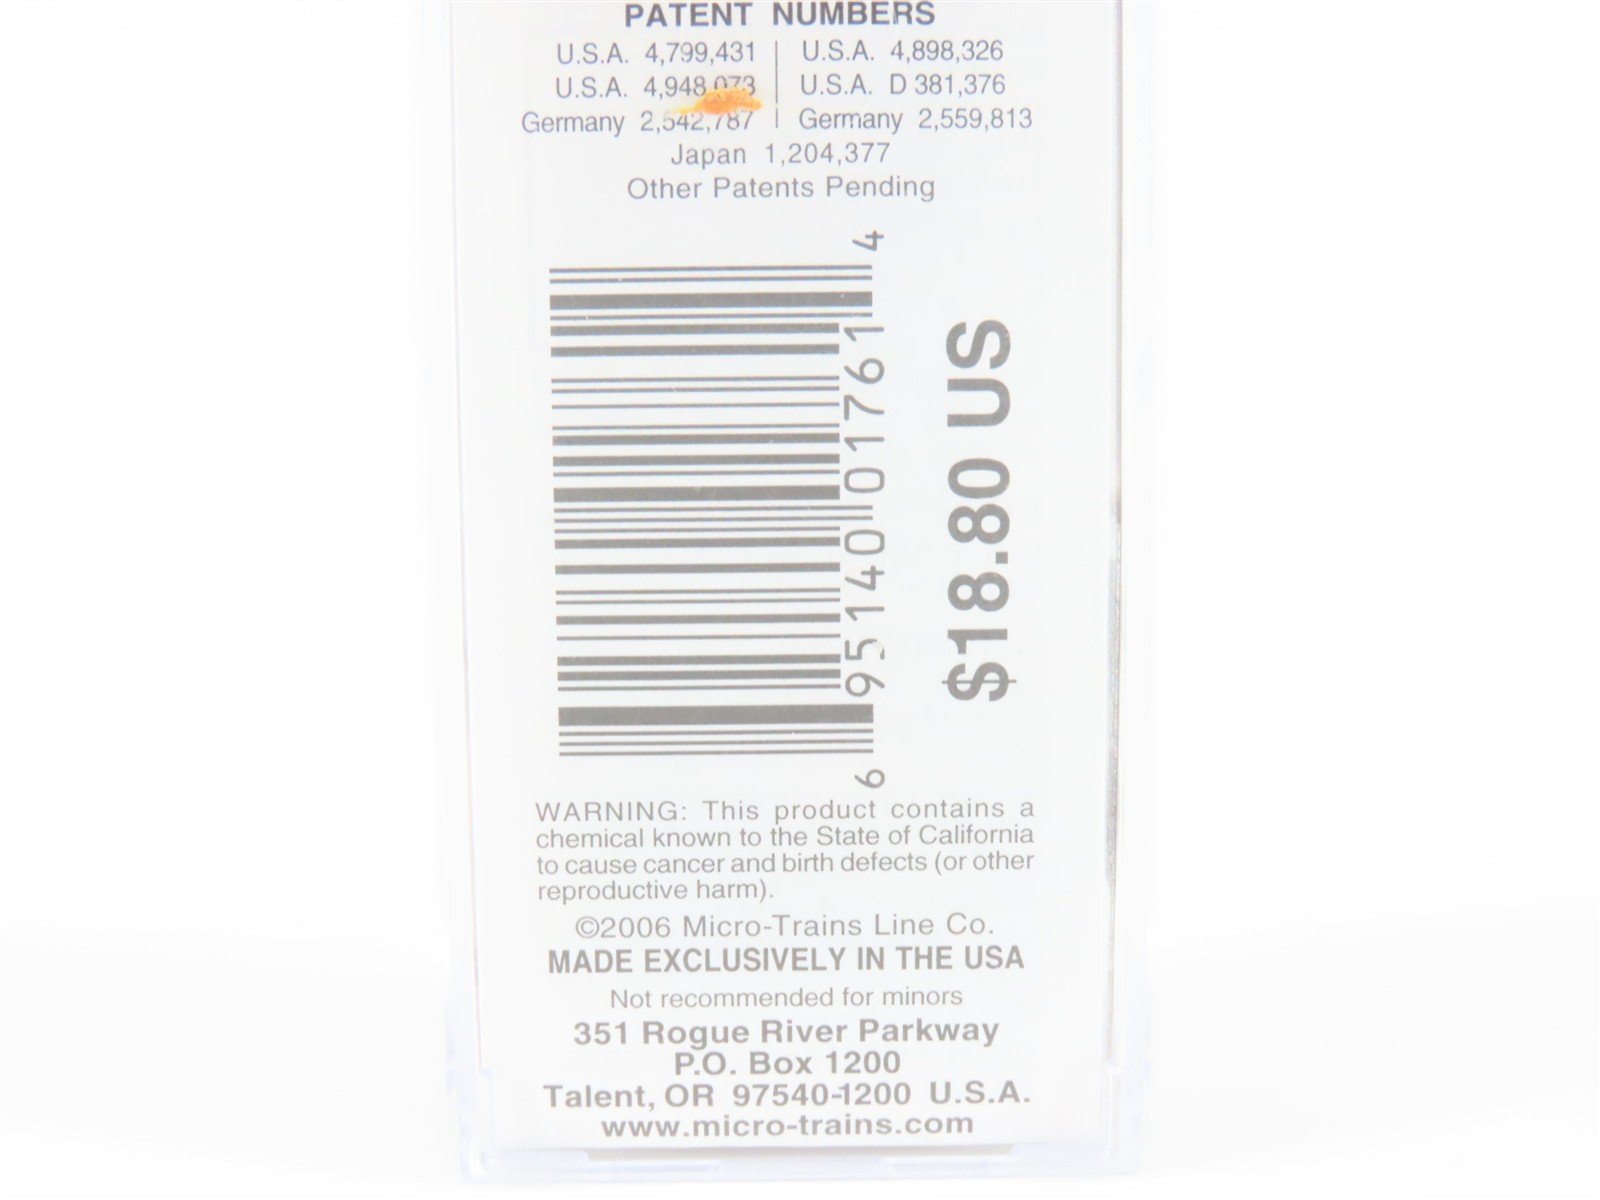 PATENT NUMBERS
U.S.A. 4,799,431 | U.S.A. 4,898,326
U.S.A. 4,948,073 | U.S.A. D 381,376
Germany 2,542,787 | Germany 2,559,813
Japan 1,204,377
Other Patents Pending
6 95140 01761 4
$18.80 US
WARNING: This product contains a
chemical known to the State of California
to cause cancer and birth defects (or other
reproductive harm).
©2006 Micro-Trains Line Co.
MADE EXCLUSIVELY IN THE USA
Not recommended for minors
351 Rogue River Parkway
P.O. Box 1200
Talent, OR 97540-1200 U.S.A.
www.micro-trains.com